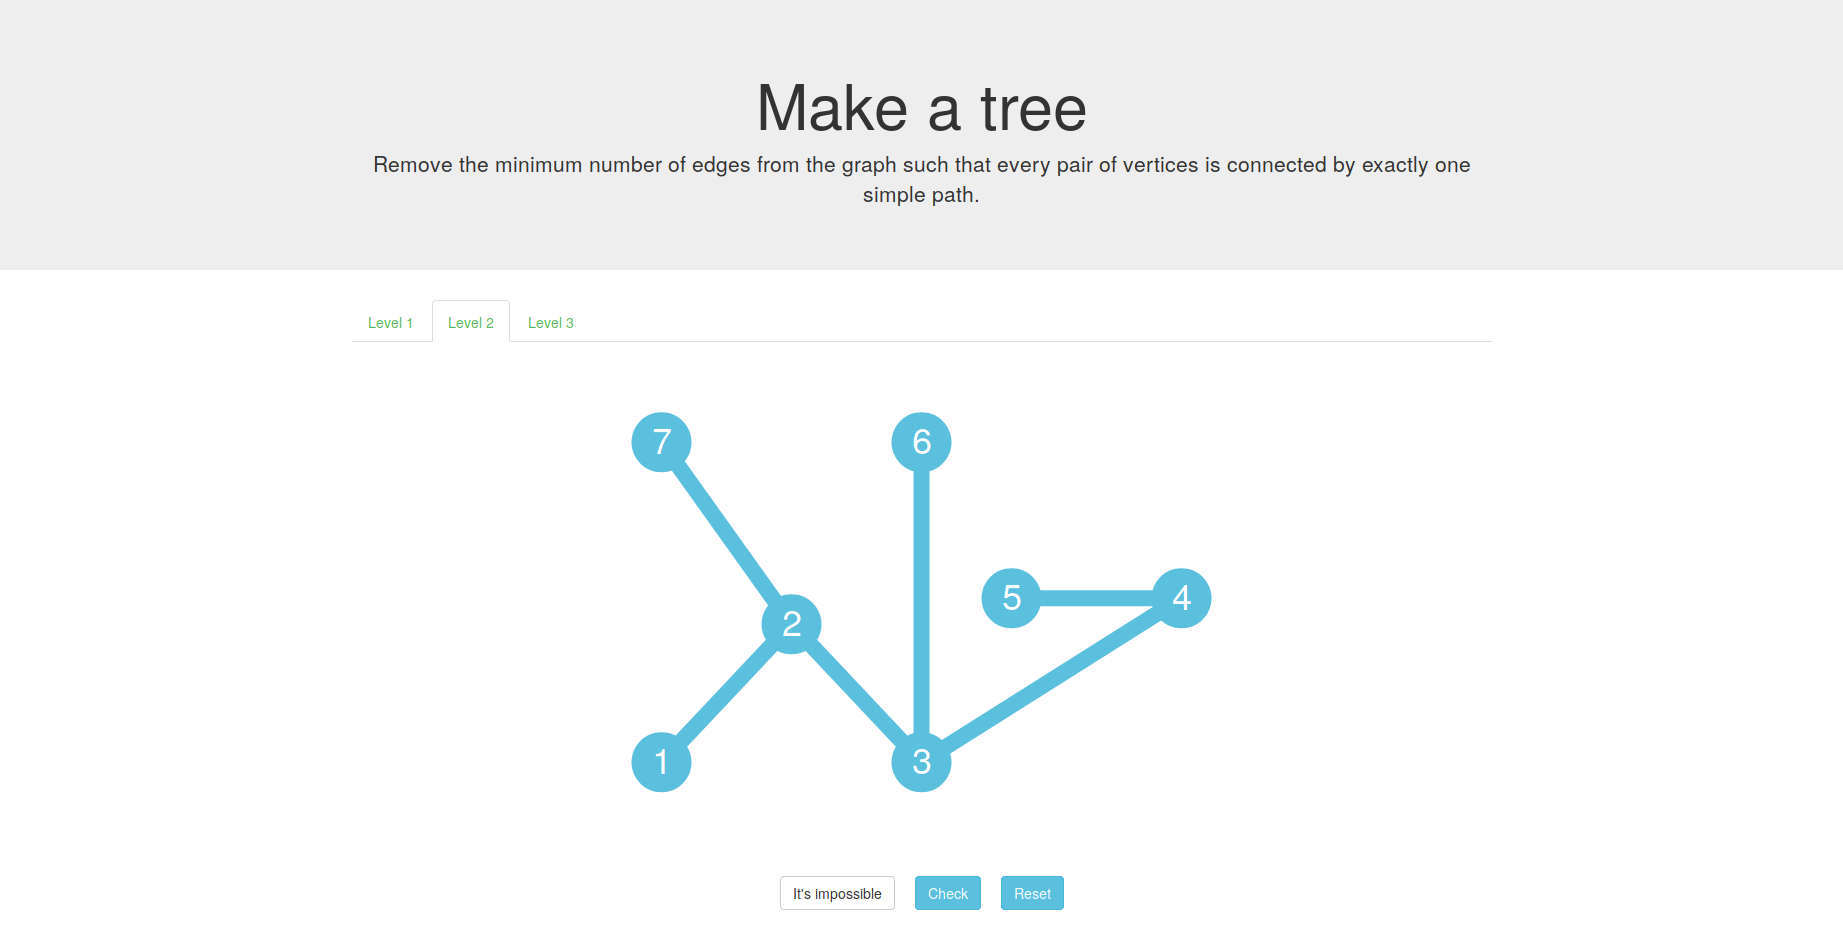 Make a tree
Remove the minimum number of edges from the graph such that every pair of vertices is connected by exactly one
simple path.
Level 1 Level 2 Level 3
7 6
5 4
2
1 3
It's impossible Check Reset